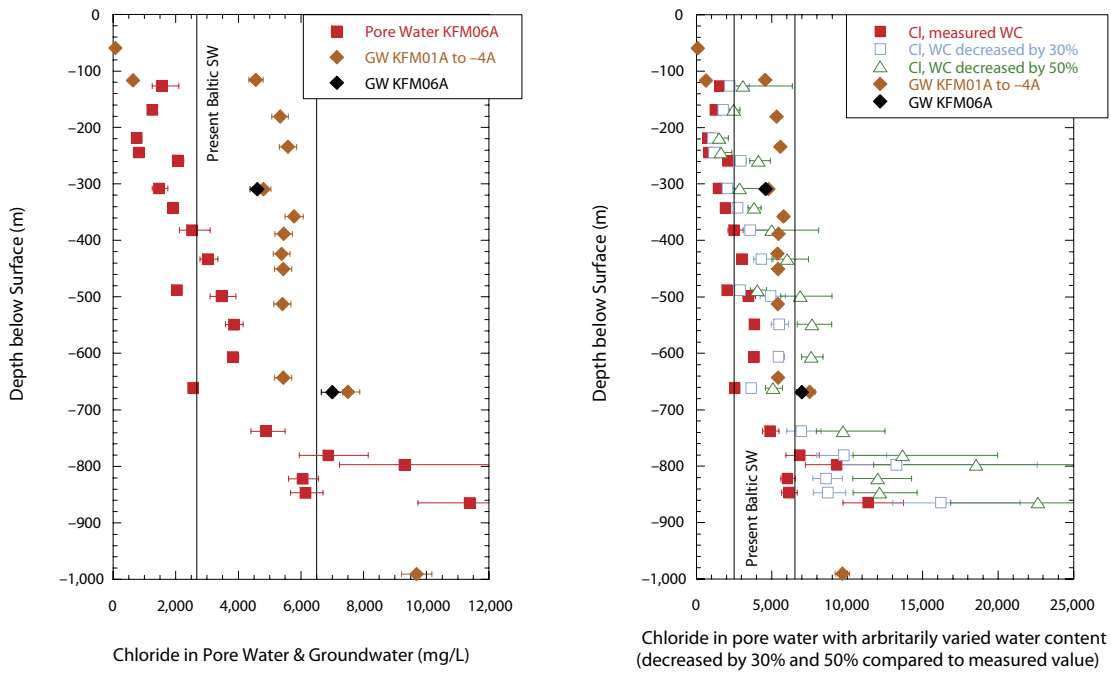 0
−100
−200
−300
−400
−500
−600
−700
−800
−900
−1,000
Depth below Surface (m)
Pore Water KFM06A
GW KFM01A to −4A
GW KFM06A
Present Baltic SW
0 2,000 4,000 6,000 8,000 10,000 12,000
Chloride in Pore Water & Groundwater (mg/L)
0
−100
−200
−300
−400
−500
−600
−700
−800
−900
−1,000
Depth below Surface (m)
Cl, measured WC
Cl, WC decreased by 30%
Cl, WC decreased by 50%
GW KFM01A to −4A
GW KFM06A
Present Baltic SW
0 5,000 10,000 15,000 20,000 25,000
Chloride in pore water with arbritarily varied water content
(decreased by 30% and 50% compared to measured value)